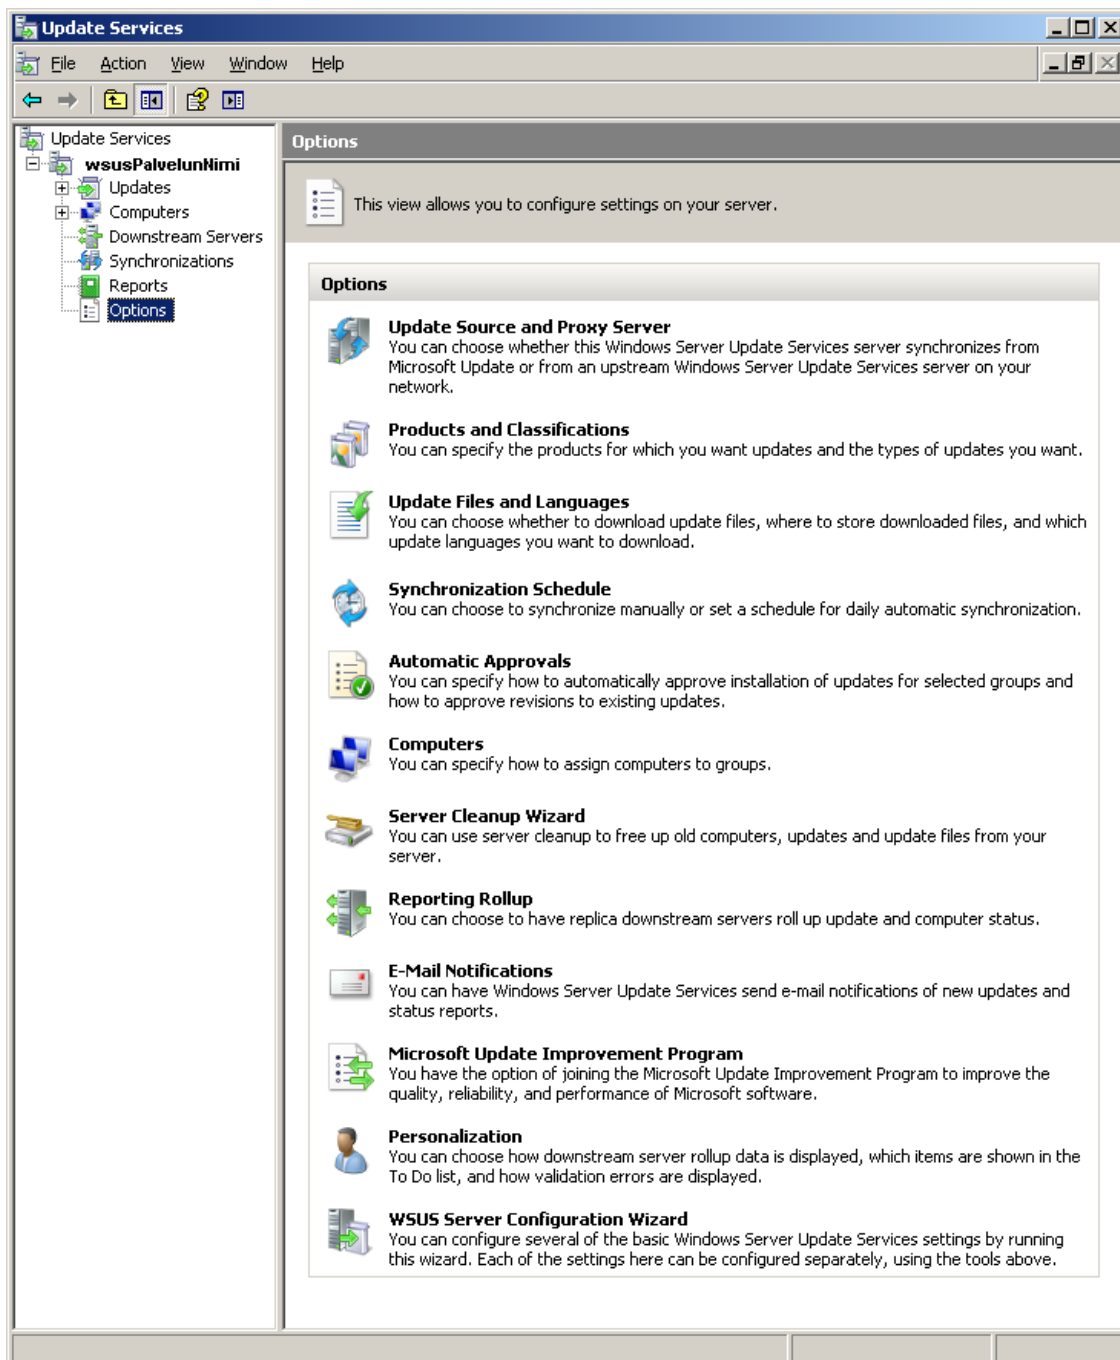 Update Services
File Action View Window Help
Update Services
wsusPalvelunNimi
Updates
Computers
Downstream Servers
Synchronizations
Reports
Options
Options
This view allows you to configure settings on your server.
Options
Update Source and Proxy Server
You can choose whether this Windows Server Update Services server synchronizes from
Microsoft Update or from an upstream Windows Server Update Services server on your
network.
Products and Classifications
You can specify the products for which you want updates and the types of updates you want.
Update Files and Languages
You can choose whether to download update files, where to store downloaded files, and which
update languages you want to download.
Synchronization Schedule
You can choose to synchronize manually or set a schedule for daily automatic synchronization.
Automatic Approvals
You can specify how to automatically approve installation of updates for selected groups and
how to approve revisions to existing updates.
Computers
You can specify how to assign computers to groups.
Server Cleanup Wizard
You can use server cleanup to free up old computers, updates and update files from your
server.
Reporting Rollup
You can choose to have replica downstream servers roll up update and computer status.
E-Mail Notifications
You can have Windows Server Update Services send e-mail notifications of new updates and
status reports.
Microsoft Update Improvement Program
You have the option of joining the Microsoft Update Improvement Program to improve the
quality, reliability, and performance of Microsoft software.
Personalization
You can choose how downstream server rollup data is displayed, which items are shown in the
To Do list, and how validation errors are displayed.
WSUS Server Configuration Wizard
You can configure several of the basic Windows Server Update Services settings by running
this wizard. Each of the settings here can be configured separately, using the tools above.